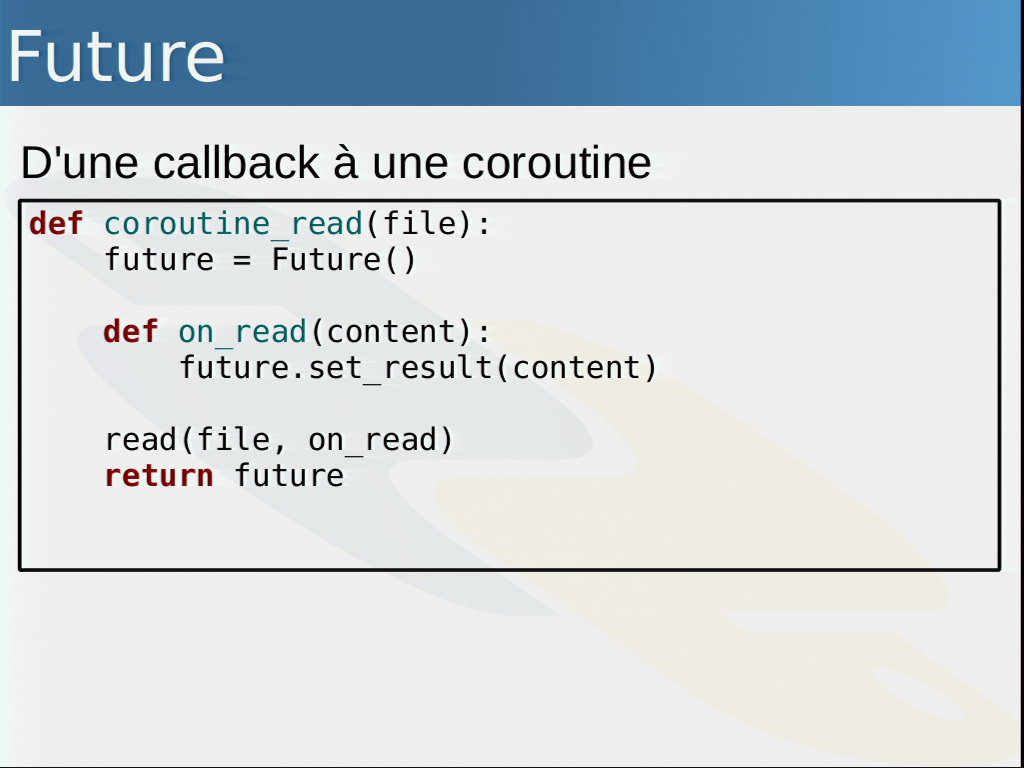 Future
D'une callback à une coroutine
def coroutine_read(file):
    future = Future()
    def on_read(content):
        future.set_result(content)
    read(file, on_read)
    return future